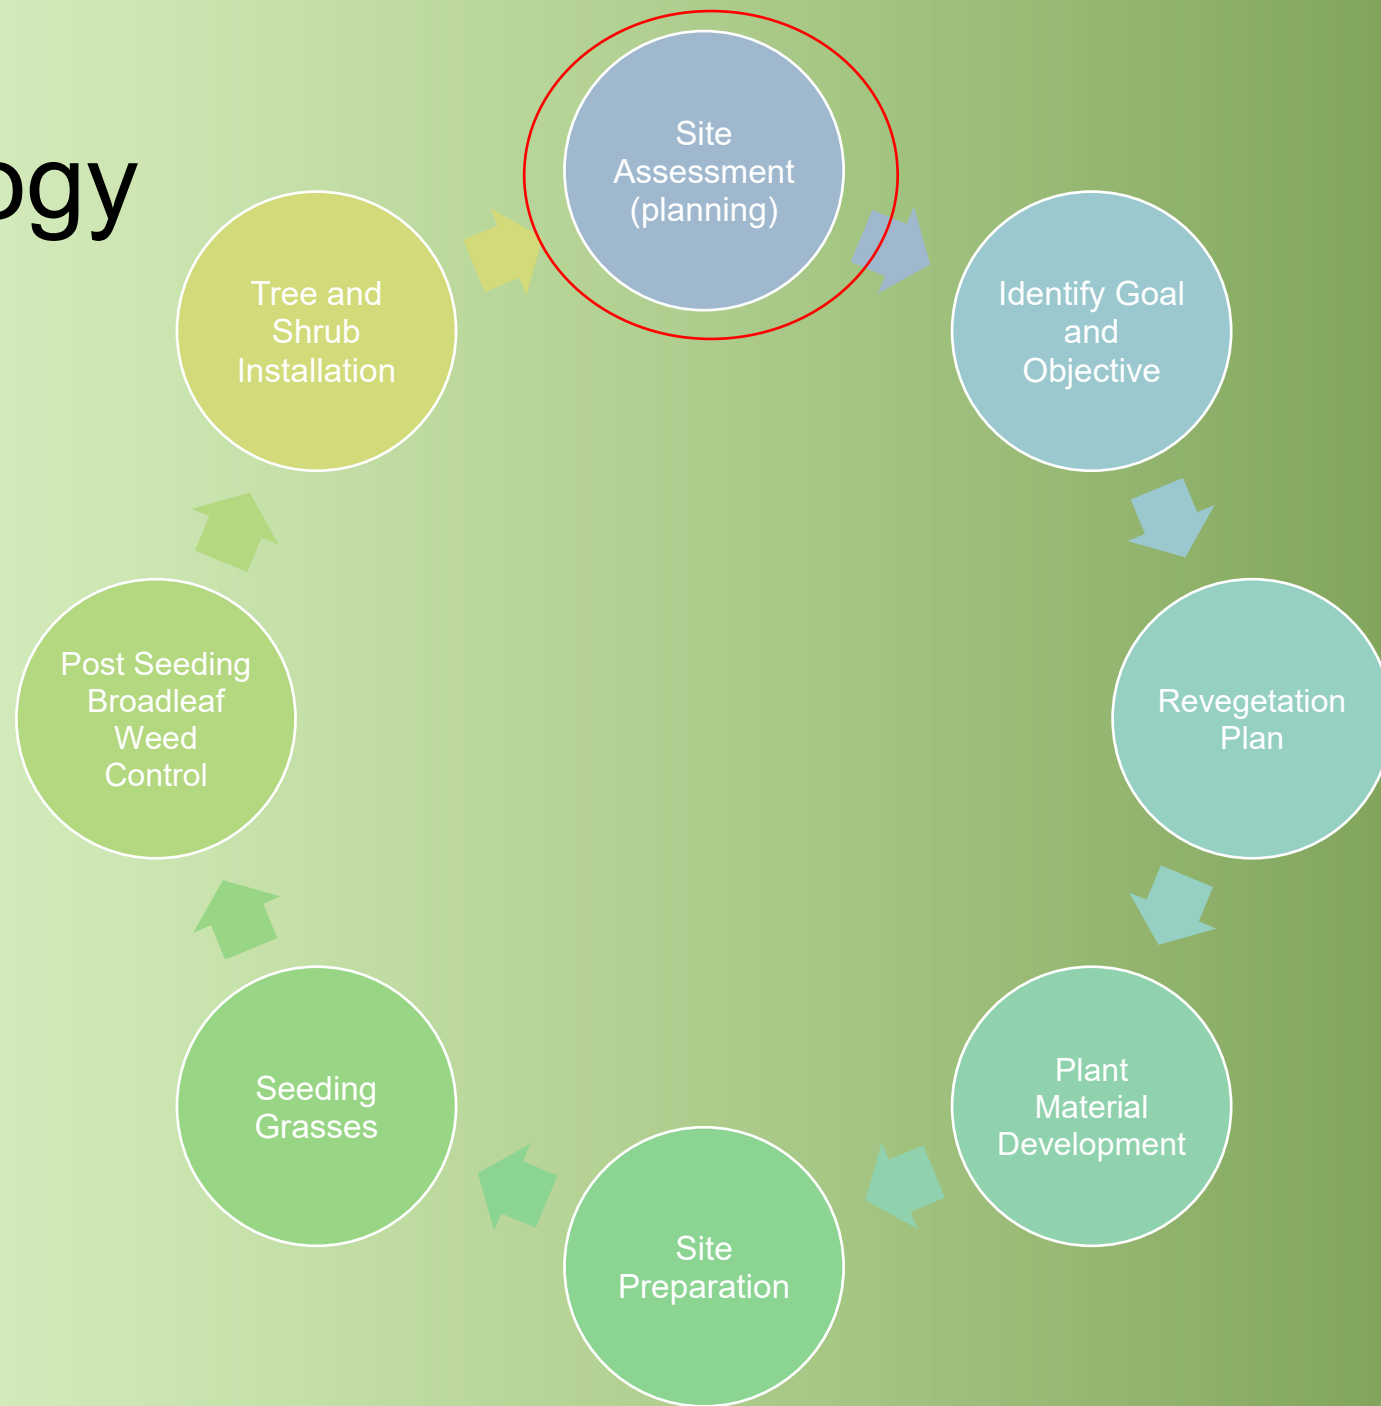 ogy
Site
Assessment
(planning)
Identify Goal
and
Objective
Revegetation
Plan
Plant
Material
Development
Site
Preparation
Seeding
Grasses
Post Seeding
Broadleaf
Weed
Control
Tree and
Shrub
Installation